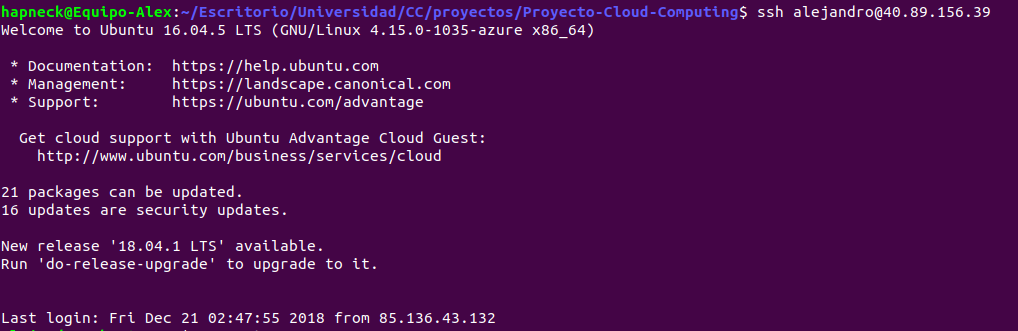 hapneck@Equipo-Alex:~/Escritorio/Universidad/CC/proyectos/Proyecto-Cloud-Computing$ ssh alejandro@40.89.156.39
Welcome to Ubuntu 16.04.5 LTS (GNU/Linux 4.15.0-1035-azure x86_64)
* Documentation:  https://help.ubuntu.com
* Management:     https://landscape.canonical.com
* Support:        https://ubuntu.com/advantage
Get cloud support with Ubuntu Advantage Cloud Guest:
http://www.ubuntu.com/business/services/cloud
21 packages can be updated.
16 updates are security updates.
New release '18.04.1 LTS' available.
Run 'do-release-upgrade' to upgrade to it.
Last login: Fri Dec 21 02:47:55 2018 from 85.136.43.132